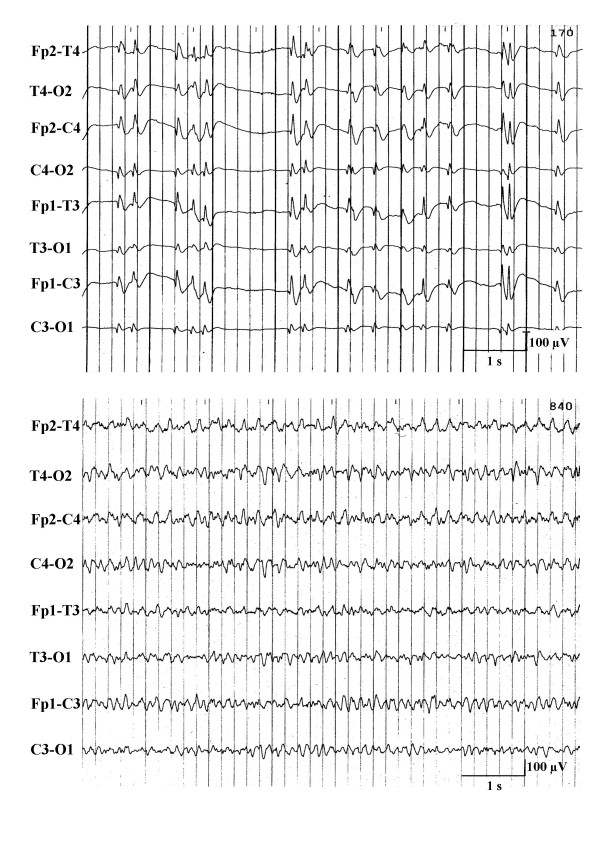 170
Fp2-T4
T4-O2
Fp2-C4
C4-O2
Fp1-T3
T3-O1
Fp1-C3
C3-O1
100 µV
1 s
840
Fp2-T4
T4-O2
Fp2-C4
C4-O2
Fp1-T3
T3-O1
Fp1-C3
C3-O1
100 µV
1 s